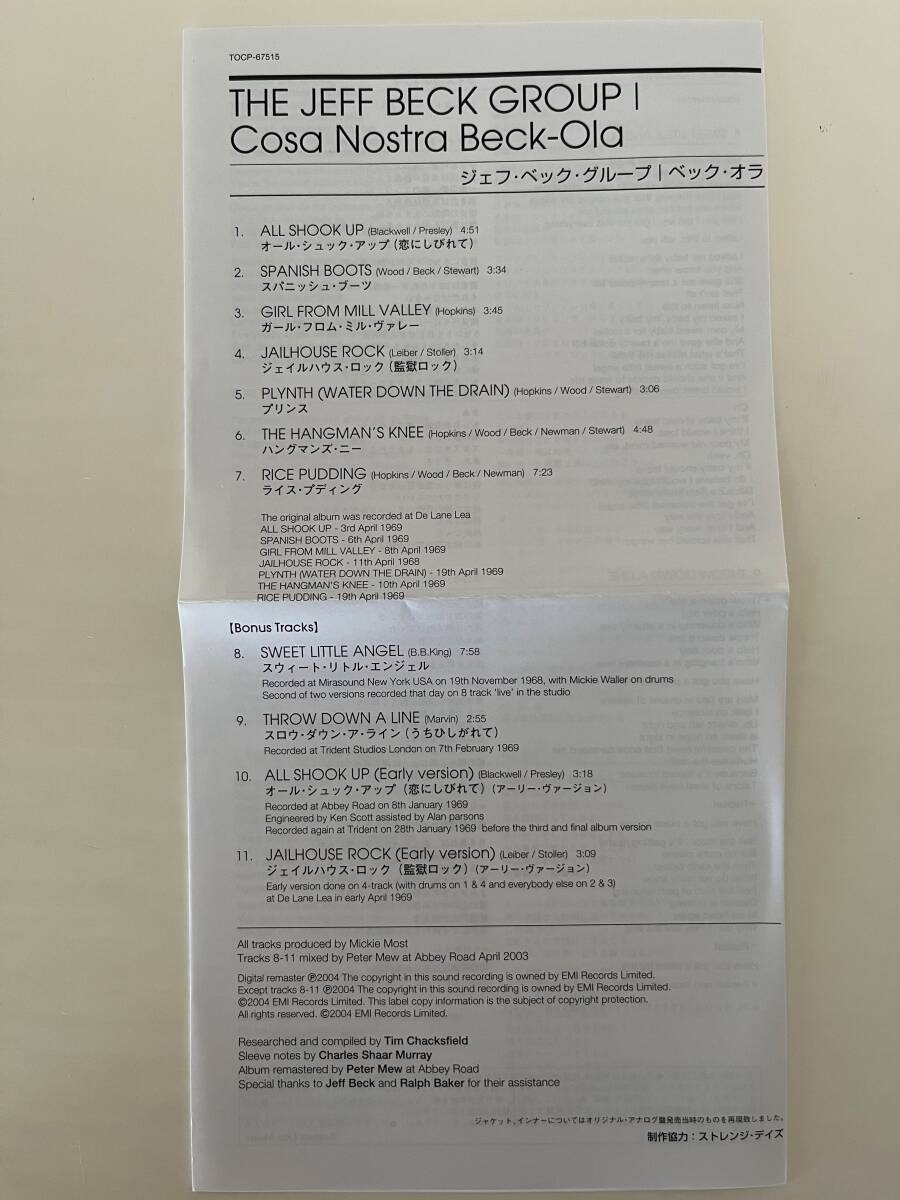 TOCP-67515
THE JEFF BECK GROUP |
Cosa Nostra Beck-Ola
ジェフ・ベック・グループ | ベック・オラ
1. ALL SHOOK UP (Blackwell / Presley) 4:51
オール・シュック・アップ (恋にしびれて)
2. SPANISH BOOTS (Wood / Beck / Stewart) 3:34
スパニッシュ・ブーツ
3. GIRL FROM MILL VALLEY (Hopkins) 3:45
ガール・フロム・ミル・ヴァレー
4. JAILHOUSE ROCK (Leiber / Stoller) 3:14
ジェイルハウス・ロック (監獄ロック)
5. PLYNTH (WATER DOWN THE DRAIN) (Hopkins / Wood / Stewart) 3:06
プリンス
6. THE HANGMAN'S KNEE (Hopkins / Wood / Beck / Newman / Stewart) 4:48
ハングマンズ・ニー
7. RICE PUDDING (Hopkins / Wood / Beck / Newman) 7:23
ライス・プディング
The original album was recorded at De Lane Lea
ALL SHOOK UP - 3rd April 1969
SPANISH BOOTS - 6th April 1969
GIRL FROM MILL VALLEY - 8th April 1969
JAILHOUSE ROCK - 11th April 1968
PLYNTH (WATER DOWN THE DRAIN) - 19th April 1969
THE HANGMAN'S KNEE - 10th April 1969
RICE PUDDING - 19th April 1969
【Bonus Tracks】
8. SWEET LITTLE ANGEL (B.B.King) 7:58
スウィート・リトル・エンジェル
Recorded at Mirasound New York USA on 19th November 1968, with Mickie Waller on drums
Second of two versions recorded that day on 8 track 'live' in the studio
9. THROW DOWN A LINE (Marvin) 2:55
スロウ・ダウン・ア・ライン (うちひしがれて)
Recorded at Trident Studios London on 7th February 1969
10. ALL SHOOK UP (Early version) (Blackwell / Presley) 3:18
オール・シュック・アップ (恋にしびれて) (アーリー・ヴァージョン)
Recorded at Abbey Road on 8th January 1969
Engineered by Ken Scott assisted by Alan parsons
Recorded again at Trident on 28th January 1969 before the third and final album version
11. JAILHOUSE ROCK (Early version) (Leiber / Stoller) 3:09
ジェイルハウス・ロック (監獄ロック) (アーリー・ヴァージョン)
Early version done on 4-track (with drums on 1 & 4 and everybody else on 2 & 3)
at De Lane Lea in early April 1969
All tracks produced by Mickie Most
Tracks 8-11 mixed by Peter Mew at Abbey Road April 2003
Digital remaster ℗2004 The copyright in this sound recording is owned by EMI Records Limited.
Except tracks 8-11 ℗2004 The copyright in this sound recording is owned by EMI Records Limited.
©2004 EMI Records Limited. This label copy information is the subject of copyright protection.
All rights reserved. ©2004 EMI Records Limited.
Researched and compiled by Tim Chacksfield
Sleeve notes by Charles Shaar Murray
Album remastered by Peter Mew at Abbey Road
Special thanks to Jeff Beck and Ralph Baker for their assistance
ジャケット、インナーについてはオリジナル・アナログ盤発売当時のものを再現致しました。
制作協力：ストレンジ・デイズ